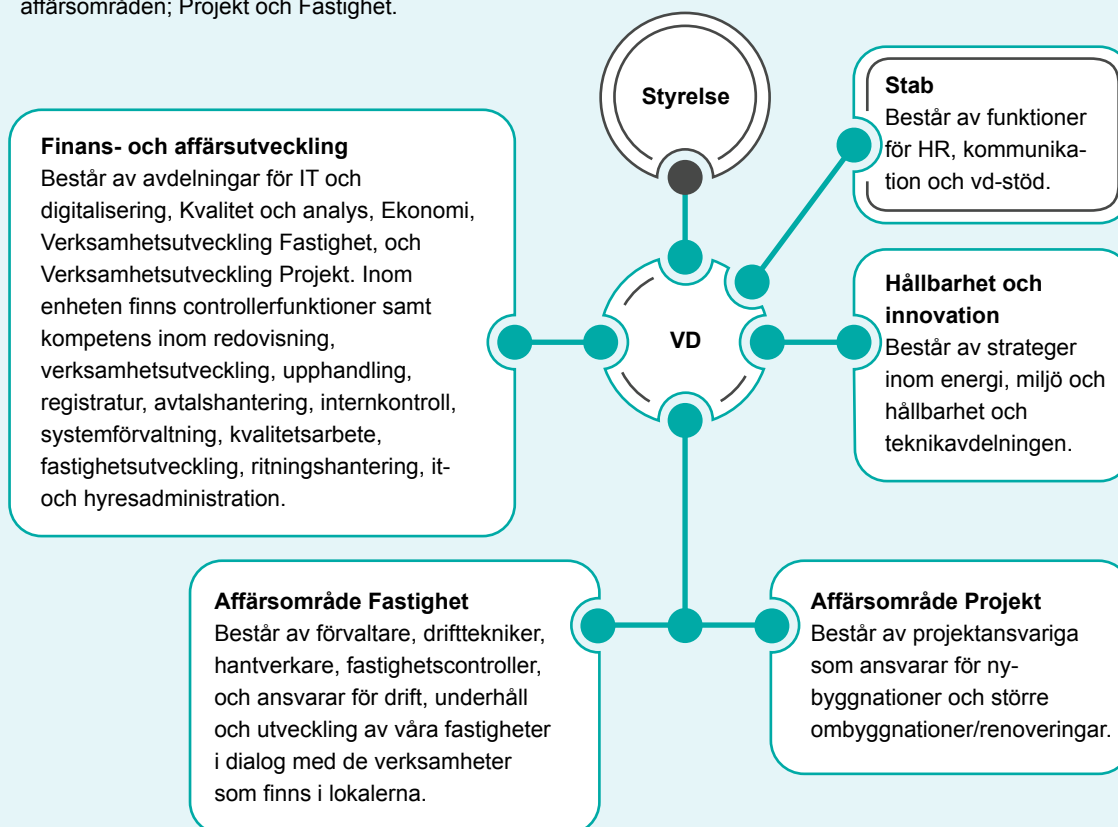 affärsområden; Projekt och Fastighet.
Styrelse
Stab
Består av funktioner
för HR, kommunika-
tion och vd-stöd.
Finans- och affärsutveckling
Består av avdelningar för IT och
digitalisering, Kvalitet och analys, Ekonomi,
Verksamhetsutveckling Fastighet, och
Verksamhetsutveckling Projekt. Inom
enheten finns controllerfunktioner samt
kompetens inom redovisning,
verksamhetsutveckling, upphandling,
registratur, avtalshantering, internkontroll,
systemförvaltning, kvalitetsarbete,
fastighetsutveckling, ritningshantering, it-
och hyresadministration.
VD
Hållbarhet och
innovation
Består av strateger
inom energi, miljö och
hållbarhet och
teknikavdelningen.
Affärsområde Fastighet
Består av förvaltare, drifttekniker,
hantverkare, fastighetscontroller,
och ansvarar för drift, underhåll
och utveckling av våra fastigheter
i dialog med de verksamheter
som finns i lokalerna.
Affärsområde Projekt
Består av projektansvariga
som ansvarar för ny-
byggnationer och större
ombyggnationer/renoveringar.